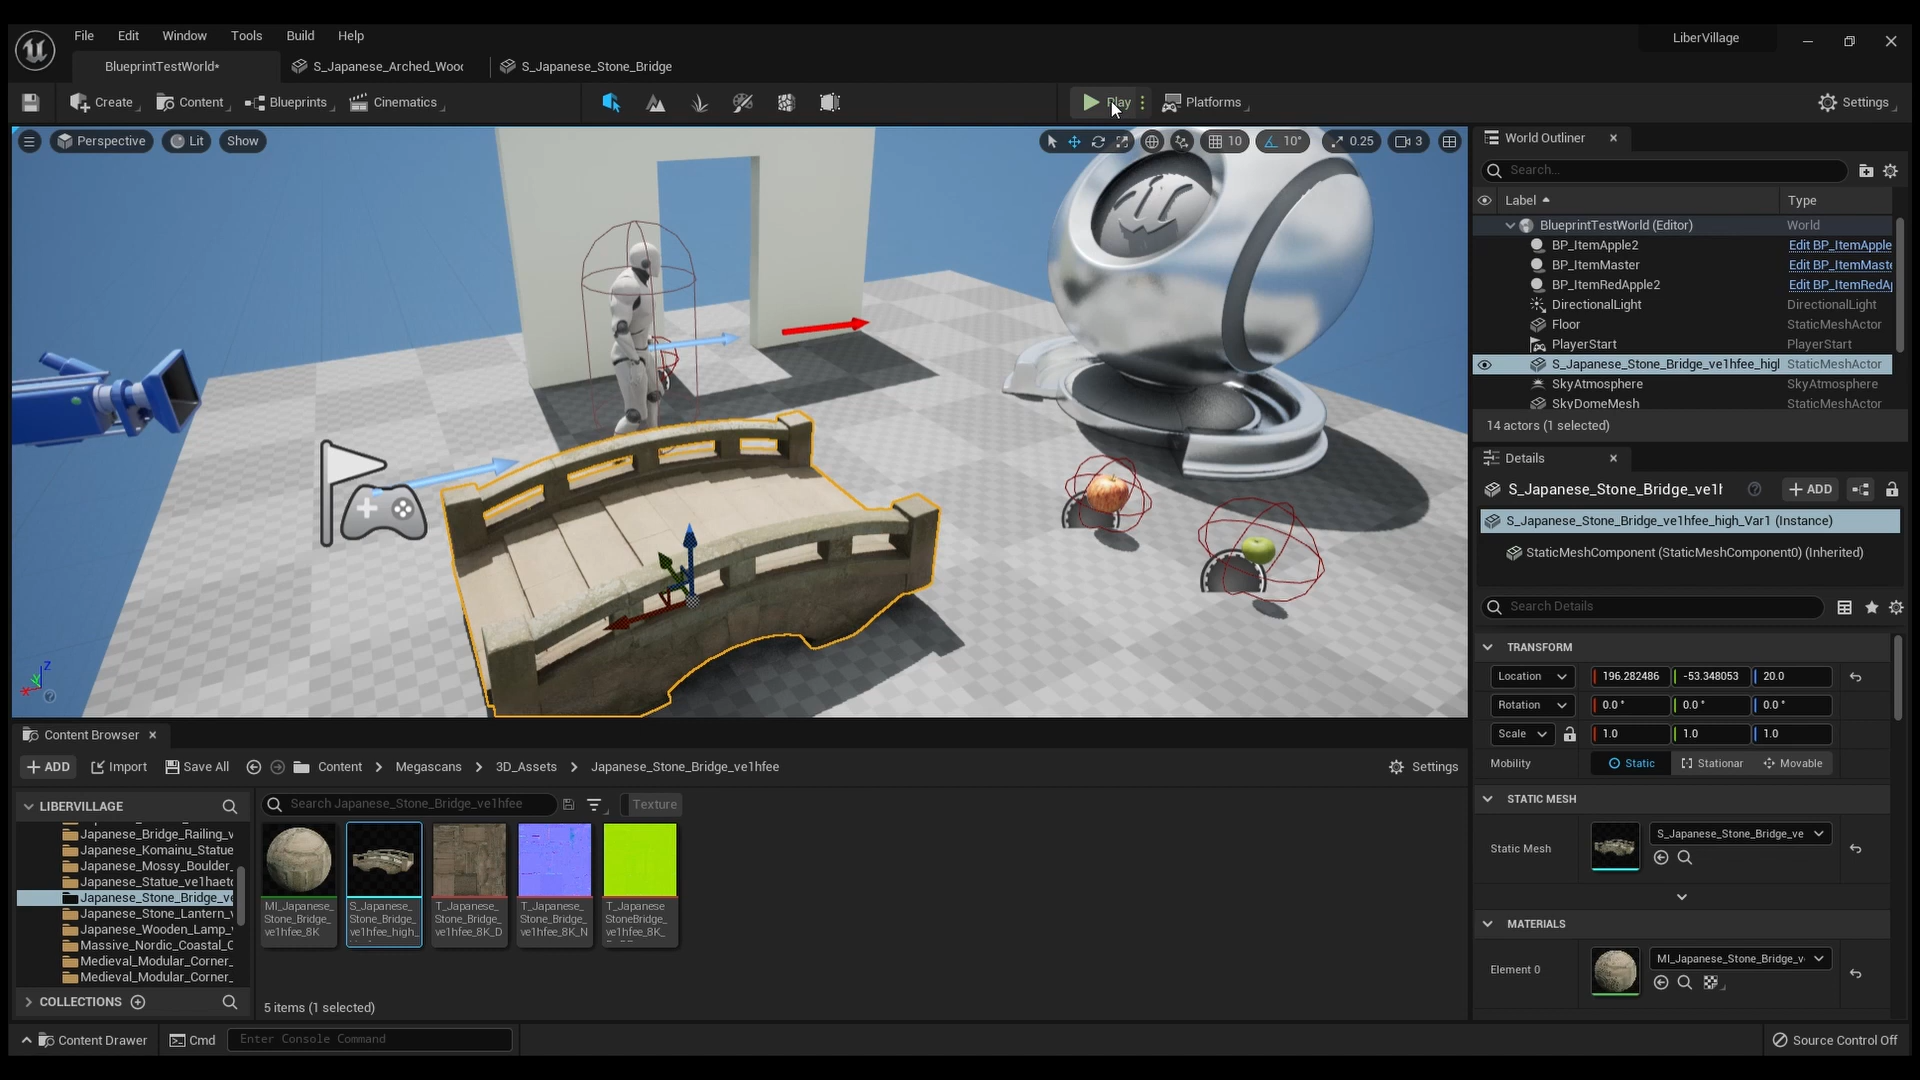 File Edit Window Tools Build Help
LiberVillage
BlueprintTestWorld*
S_Japanese_Arched_Wood
S_Japanese_Stone_Bridge
Create
Content
Blueprints
Cinematics
Play
Platforms
Settings
Perspective
Lit
Show
10
10°
0.25
3
World Outliner
Search...
Label
Type
BlueprintTestWorld (Editor)
World
BP_ItemApple2
Edit BP_ItemApple
BP_ItemMaster
Edit BP_ItemMaste
BP_ItemRedApple2
Edit BP_ItemRedAp
DirectionalLight
DirectionalLight
Floor
StaticMeshActor
PlayerStart
PlayerStart
S_Japanese_Stone_Bridge_ve1hfee_higl
StaticMeshActor
SkyAtmosphere
SkyAtmosphere
SkyDomeMesh
StaticMeshActor
14 actors (1 selected)
Details
S_Japanese_Stone_Bridge_ve1h
ADD
S_Japanese_Stone_Bridge_ve1hfee_high_Var1 (Instance)
StaticMeshComponent (StaticMeshComponent0) (Inherited)
Search Details
TRANSFORM
Location 196.282486 -53.348053 20.0
Rotation 0.0° 0.0° 0.0°
Scale 1.0 1.0 1.0
Mobility Static Stationar Movable
STATIC MESH
Static Mesh
S_Japanese_Stone_Bridge_ve
MATERIALS
Element 0
MI_Japanese_Stone_Bridge_v
Z
Content Browser
ADD
Import
Save All
Content
Megascans
3D_Assets
Japanese_Stone_Bridge_ve1hfee
Settings
LIBERVILLAGE
Search Japanese_Stone_Bridge_ve1hfee
Texture
Japanese_Bridge_Railing_v
Japanese_Komainu_Statue
Japanese_Mossy_Boulder_
Japanese_Statue_ve1haetc
Japanese_Stone_Bridge_ve
Japanese_Stone_Lantern_v
Japanese_Wooden_Lamp_v
Massive_Nordic_Coastal_C
Medieval_Modular_Corner_
Medieval_Modular_Corner_
COLLECTIONS
MI_Japanese_
Stone_Bridge_
ve1hfee_8K
S_Japanese_
Stone_Bridge_
ve1hfee_high_
T_Japanese_
Stone_Bridge_
ve1hfee_8K_D
T_Japanese_
Stone_Bridge_
ve1hfee_8K_N
T_Japanese
StoneBridge_
ve1hfee_8K_
5 items (1 selected)
Content Drawer
Cmd
Enter Console Command
Source Control Off